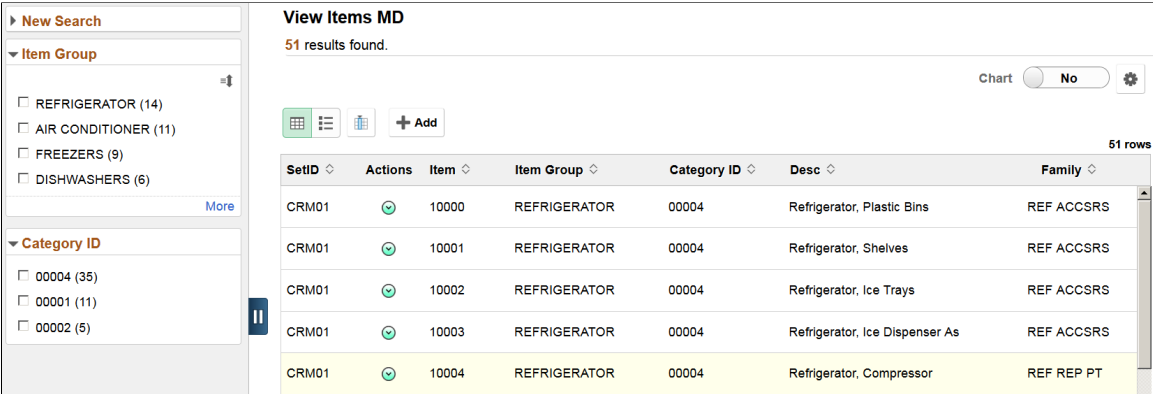 New Search
Item Group
REFRIGERATOR (14)
AIR CONDITIONER (11)
FREEZERS (9)
DISHWASHERS (6)
More
Category ID
00004 (35)
00001 (11)
00002 (5)
View Items MD
51 results found.
Chart No
Add
51 rows
SetID Actions Item Item Group Category ID Desc Family
CRM01 10000 REFRIGERATOR 00004 Refrigerator, Plastic Bins REF ACCSRS
CRM01 10001 REFRIGERATOR 00004 Refrigerator, Shelves REF ACCSRS
CRM01 10002 REFRIGERATOR 00004 Refrigerator, Ice Trays REF ACCSRS
CRM01 10003 REFRIGERATOR 00004 Refrigerator, Ice Dispenser As REF ACCSRS
CRM01 10004 REFRIGERATOR 00004 Refrigerator, Compressor REF REP PT